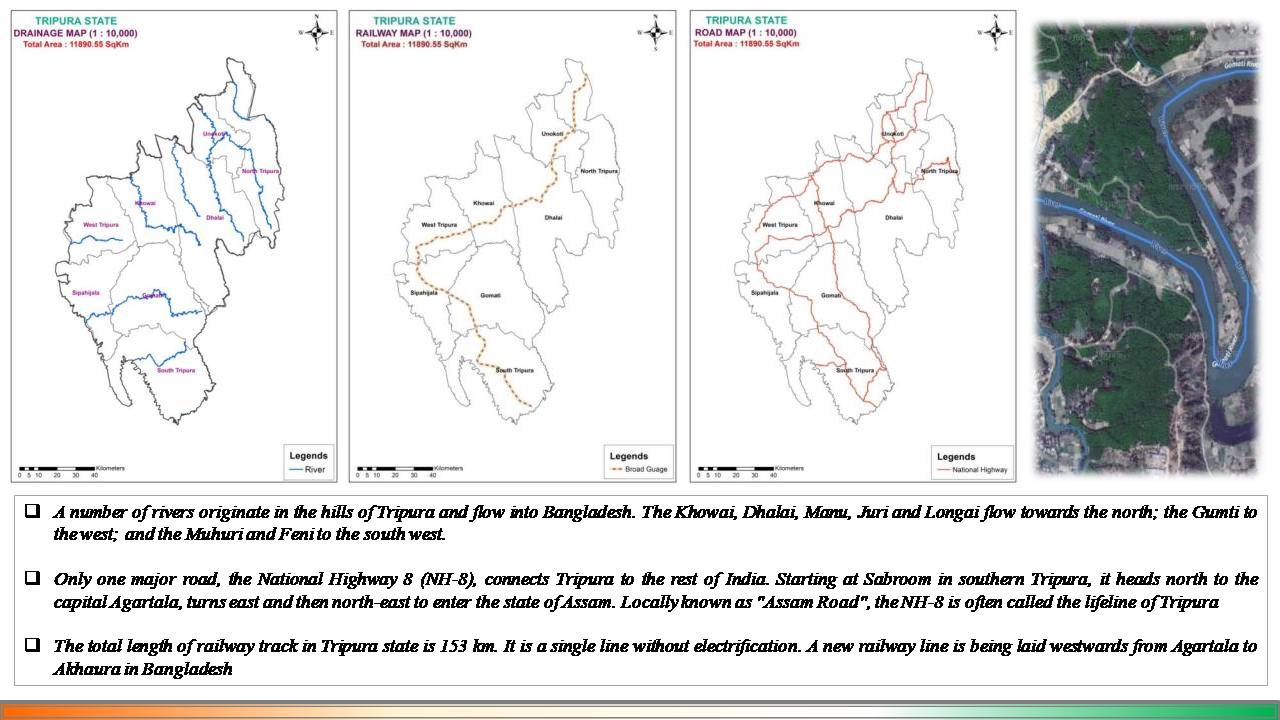 TRIPURA STATE
DRAINAGE MAP (1 : 10,000)
Total Area : 11890.55 SqKm
N
W
E
S
Unokoti
North Tripura
Khowai
Dhalai
West Tripura
Sipahijala
Gomati
South Tripura
Legends
River
Kilometers
0 5 10 20 30 40
TRIPURA STATE
RAILWAY MAP (1 : 10,000)
Total Area : 11890.55 SqKm
N
W
E
S
Unokoti
North Tripura
Khowai
Dhalai
West Tripura
Sipahijala
Gomati
South Tripura
Legends
Broad Guage
Kilometers
0 5 10 20 30 40
TRIPURA STATE
ROAD MAP (1 : 10,000)
Total Area : 11890.55 SqKm
N
W
E
S
Unokoti
North Tripura
Khowai
Dhalai
West Tripura
Sipahijala
Gomati
South Tripura
Legends
National Highway
Kilometers
0 5 10 20 30 40
Gomati River
River
Gomati River
River
A number of rivers originate in the hills of Tripura and flow into Bangladesh. The Khowai, Dhalai, Manu, Juri and Longai flow towards the north; the Gumti to
the west; and the Muhuri and Feni to the south west.
Only one major road, the National Highway 8 (NH-8), connects Tripura to the rest of India. Starting at Sabroom in southern Tripura, it heads north to the
capital Agartala, turns east and then north-east to enter the state of Assam. Locally known as "Assam Road", the NH-8 is often called the lifeline of Tripura
The total length of railway track in Tripura state is 153 km. It is a single line without electrification. A new railway line is being laid westwards from Agartala to
Akhaura in Bangladesh